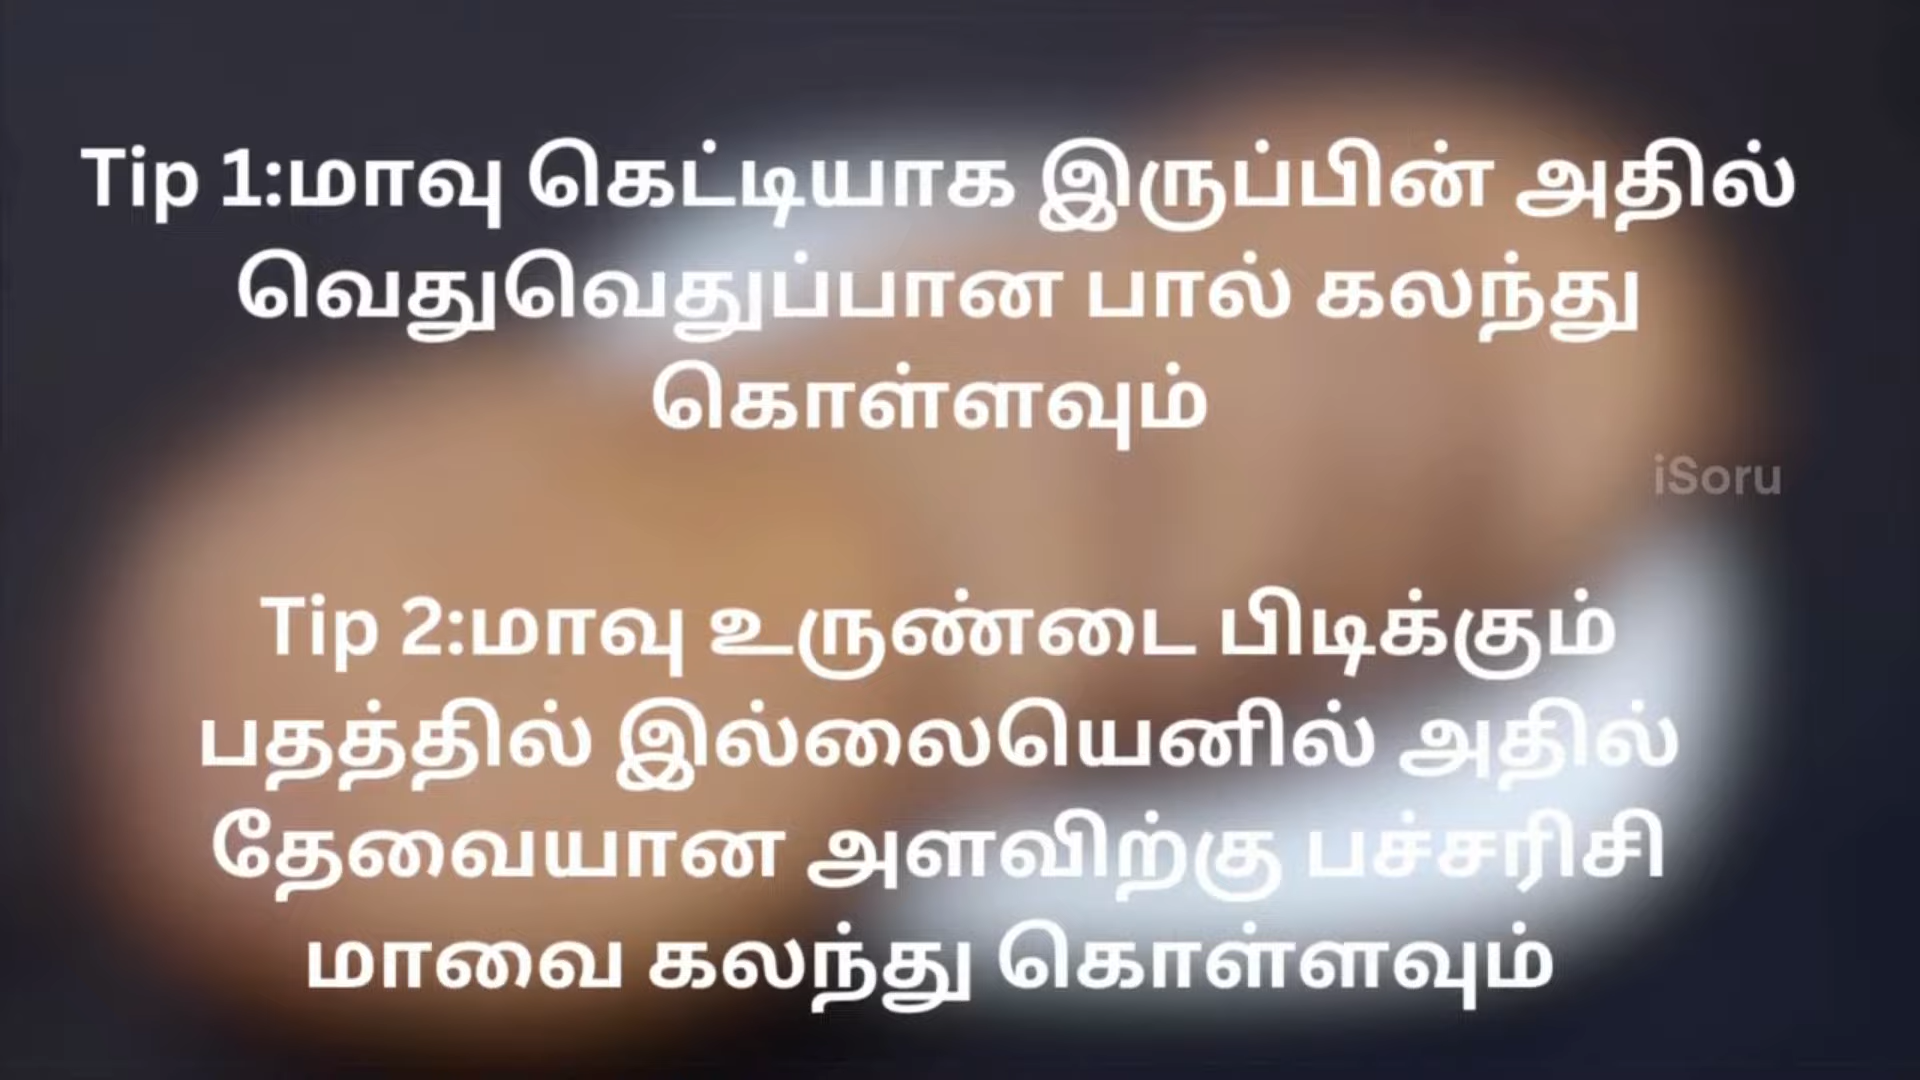 Tip 1:மாவு கெட்டியாக இருப்பின் அதில்
வெதுவெதுப்பான பால் கலந்து
கொள்ளவும்
iSoru
Tip 2:மாவு உருண்டை பிடிக்கும்
பதத்தில் இல்லையெனில் அதில்
தேவையான அளவிற்கு பச்சரிசி
மாவை கலந்து கொள்ளவும்